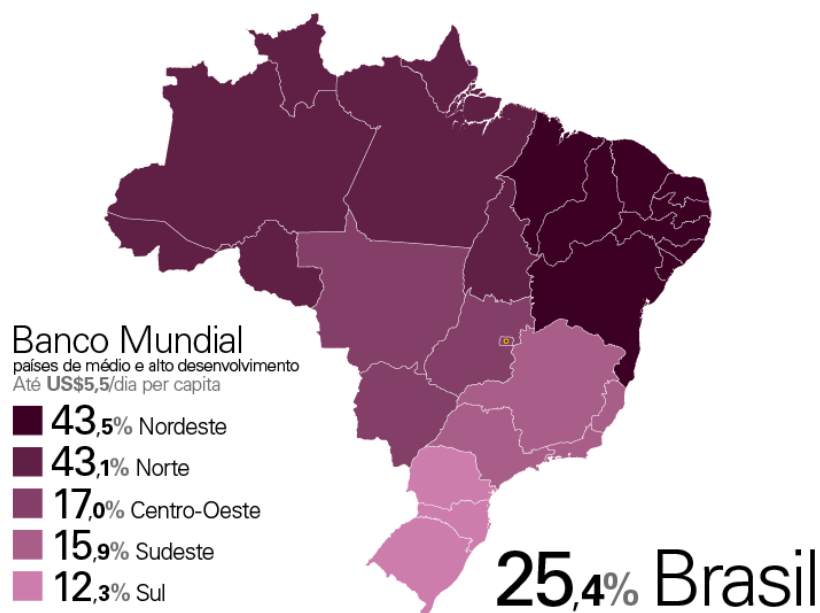 Banco Mundial
países de médio e alto desenvolvimento
Até US$5,5/dia per capita
43,5% Nordeste
43,1% Norte
17,0% Centro-Oeste
15,9% Sudeste
12,3% Sul
25,4% Brasil